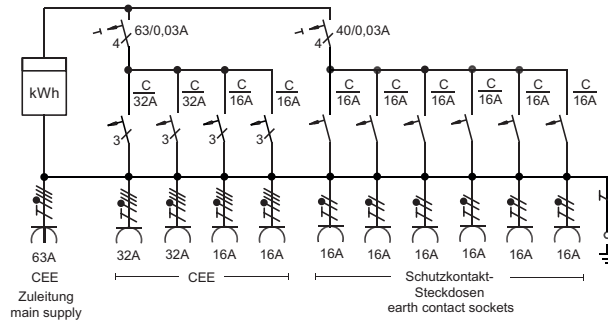 63/0,03A
4
40/0,03A
4
kWh
C
32A
C
32A
C
16A
C
16A
C
16A
C
16A
C
16A
C
16A
C
16A
C
16A
3
3
3
3
63A
32A
32A
16A
16A
16A
16A
16A
16A
16A
16A
CEE
CEE
Schutzkontakt-
Zuleitung
Steckdosen
main supply
earth contact sockets